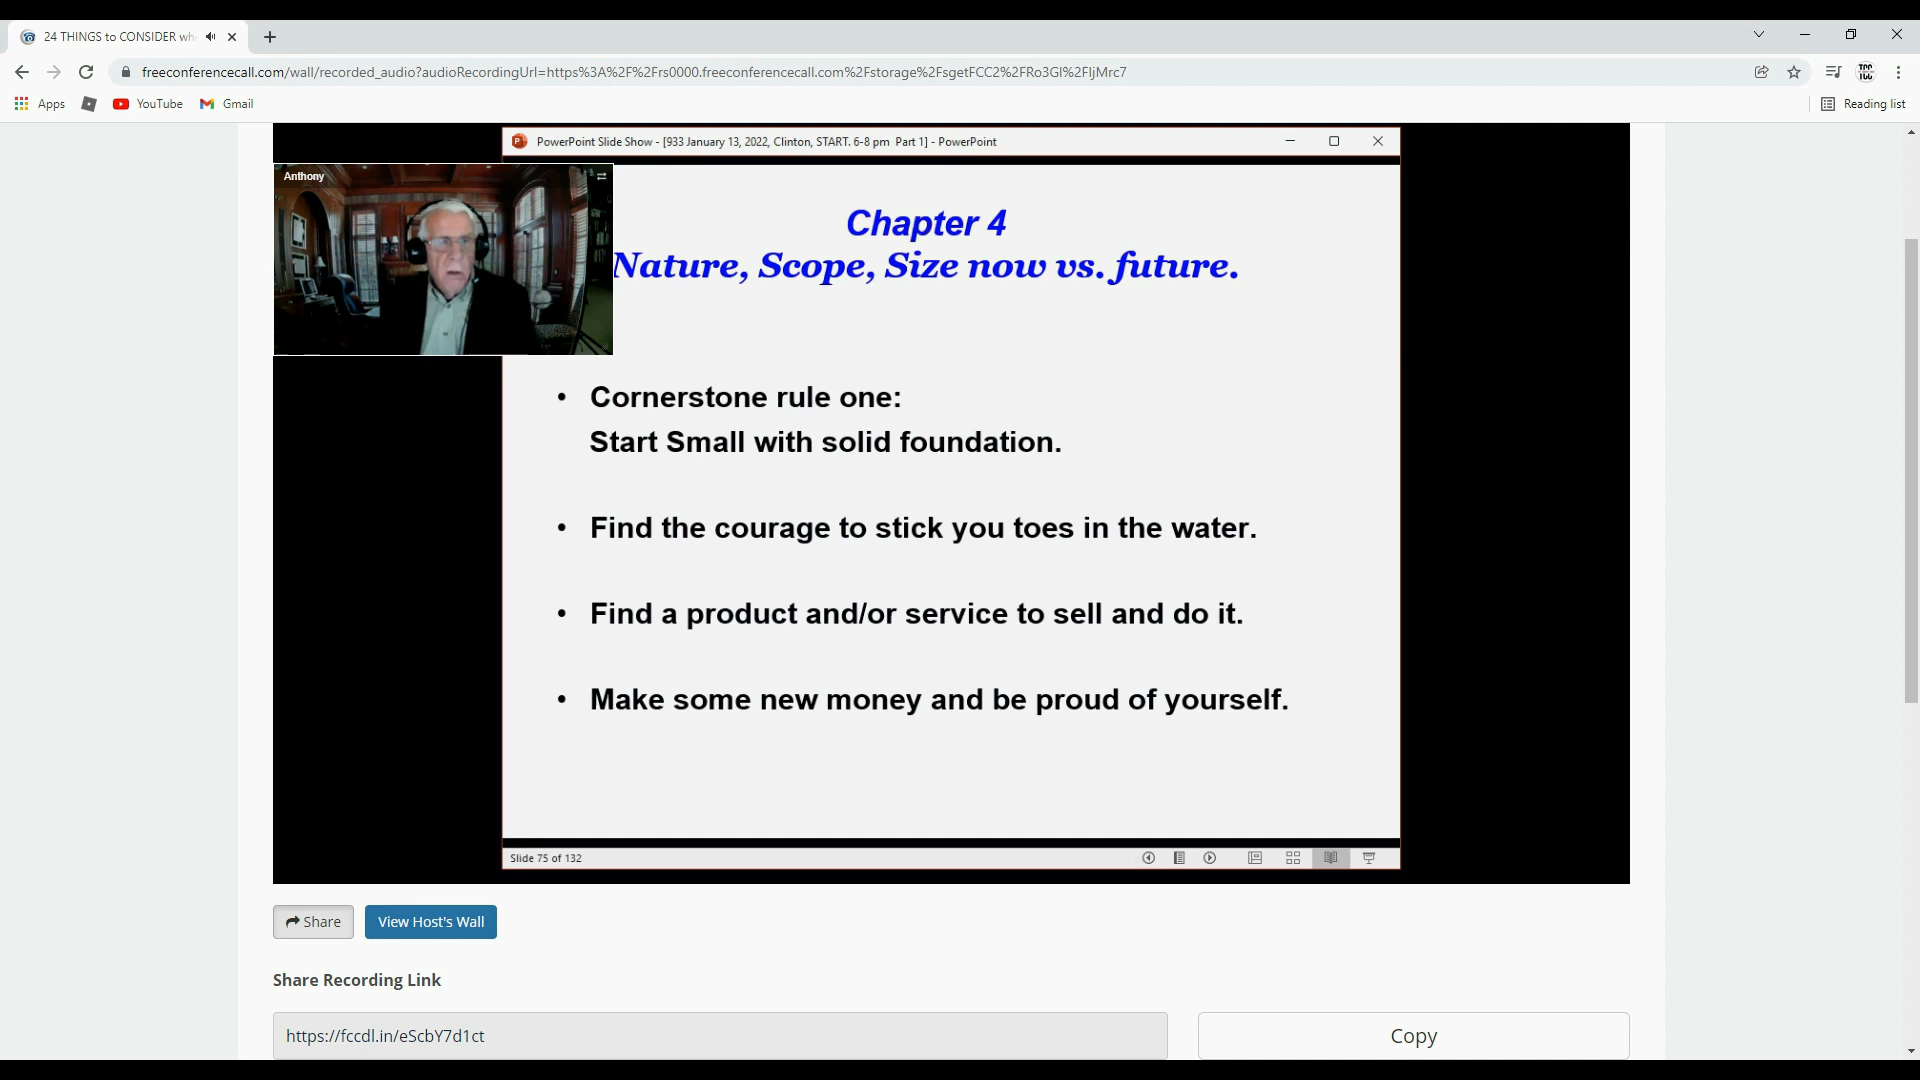 24 THINGS to CONSIDER wh
freeconferencecall.com/wall/recorded_audio?audioRecordingUrl=https%3A%2F%2Frs0000.freeconferencecall.com%2Fstorage%2FsgetFCC2%2FRo3GI%2FIjMrc7
Apps YouTube Gmail Reading list
PowerPoint Slide Show - [933 January 13, 2022, Clinton, START. 6-8 pm Part 1] - PowerPoint
Anthony
Chapter 4
Nature, Scope, Size now vs. future.
• Cornerstone rule one:
Start Small with solid foundation.
• Find the courage to stick you toes in the water.
• Find a product and/or service to sell and do it.
• Make some new money and be proud of yourself.
Slide 75 of 132
Share View Host's Wall
Share Recording Link
https://fccdl.in/eScbY7d1ct Copy